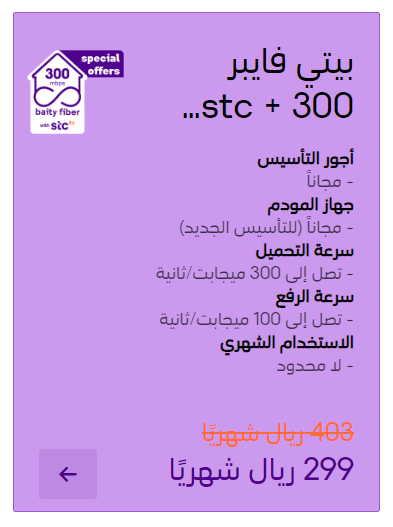 special
offers
300
mbps
baity fiber
with stc tv
بيتي فايبر
300 + stc...
أجور التأسيس
- مجاناً
جهاز المودم
- مجاناً (للتأسيس الجديد)
سرعة التحميل
- تصل إلى 300 ميجابت/ثانية
سرعة الرفع
- تصل إلى 100 ميجابت/ثانية
الاستخدام الشهري
- لا محدود
403 ريال شهريًا
299 ريال شهريًا